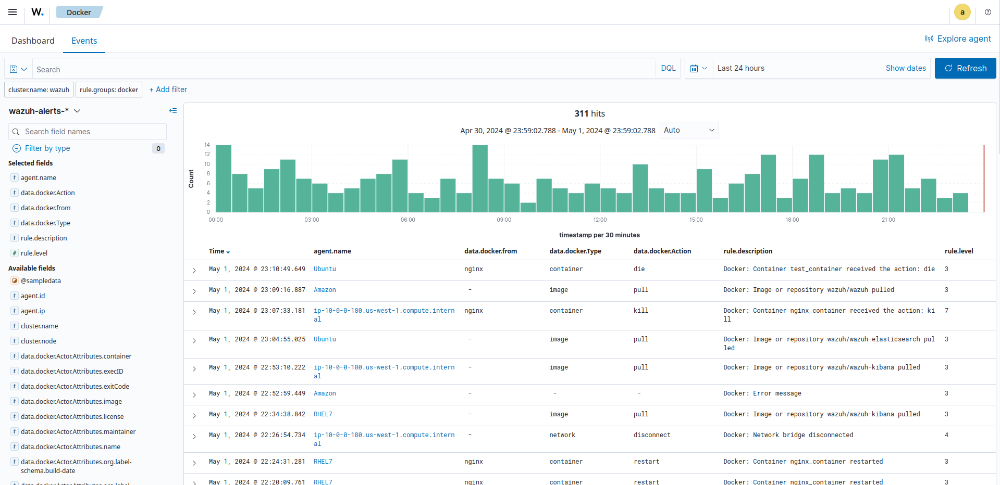 W. Docker a
Dashboard Events Explore agent
Search DQL Last 24 hours Show dates Refresh
cluster.name: wazuh rule.groups: docker + Add filter
wazuh-alerts-*
Search field names
Filter by type 0
Selected fields
t agent.name
t data.docker.Action
t data.docker.from
t data.docker.Type
t rule.description
# rule.level
Available fields
@sampledata
t agent.id
t agent.ip
t cluster.name
t cluster.node
t data.docker.Actor.Attributes.container
t data.docker.Actor.Attributes.execID
t data.docker.Actor.Attributes.exitCode
t data.docker.Actor.Attributes.image
t data.docker.Actor.Attributes.license
t data.docker.Actor.Attributes.maintainer
t data.docker.Actor.Attributes.name
t data.docker.Actor.Attributes.org.label-
schema.build-date
311 hits
Apr 30, 2024 @ 23:59:02.788 - May 1, 2024 @ 23:59:02.788 Auto
Count
14
12
10
8
6
4
2
0
00:00 03:00 06:00 09:00 12:00 15:00 18:00 21:00
timestamp per 30 minutes
Time agent.name data.docker.from data.docker.Type data.docker.Action rule.description rule.level
May 1, 2024 @ 23:10:49.649 Ubuntu nginx container die Docker: Container test_container received the action: die 3
May 1, 2024 @ 23:09:16.887 Amazon - image pull Docker: Image or repository wazuh/wazuh pulled 3
May 1, 2024 @ 23:07:33.181 ip-10-0-0-180.us-west-1.compute.intern nginx container kill Docker: Container nginx_container received the action: ki 7
al ll
May 1, 2024 @ 23:04:55.025 Ubuntu - image pull Docker: Image or repository wazuh/wazuh-elasticsearch pul 3
led
May 1, 2024 @ 22:53:10.222 ip-10-0-0-180.us-west-1.compute.intern - image pull Docker: Image or repository wazuh/wazuh-kibana pulled 3
al
May 1, 2024 @ 22:52:59.449 Amazon - - - Docker: Error message 3
May 1, 2024 @ 22:34:38.842 RHEL7 - image pull Docker: Image or repository wazuh/wazuh-kibana pulled 3
May 1, 2024 @ 22:26:54.734 ip-10-0-0-180.us-west-1.compute.intern - network disconnect Docker: Network bridge disconnected 4
al
May 1, 2024 @ 22:24:31.281 RHEL7 nginx container restart Docker: Container nginx_container restarted 3
May 1, 2024 @ 22:20:09.761 RHEL7 nginx container restart Docker: Container nginx_container restarted 3